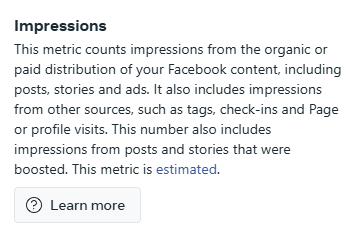 Impressions
This metric counts impressions from the organic or
paid distribution of your Facebook content, including
posts, stories and ads. It also includes impressions
from other sources, such as tags, check-ins and Page
or profile visits. This number also includes
impressions from posts and stories that were
boosted. This metric is estimated.
Learn more